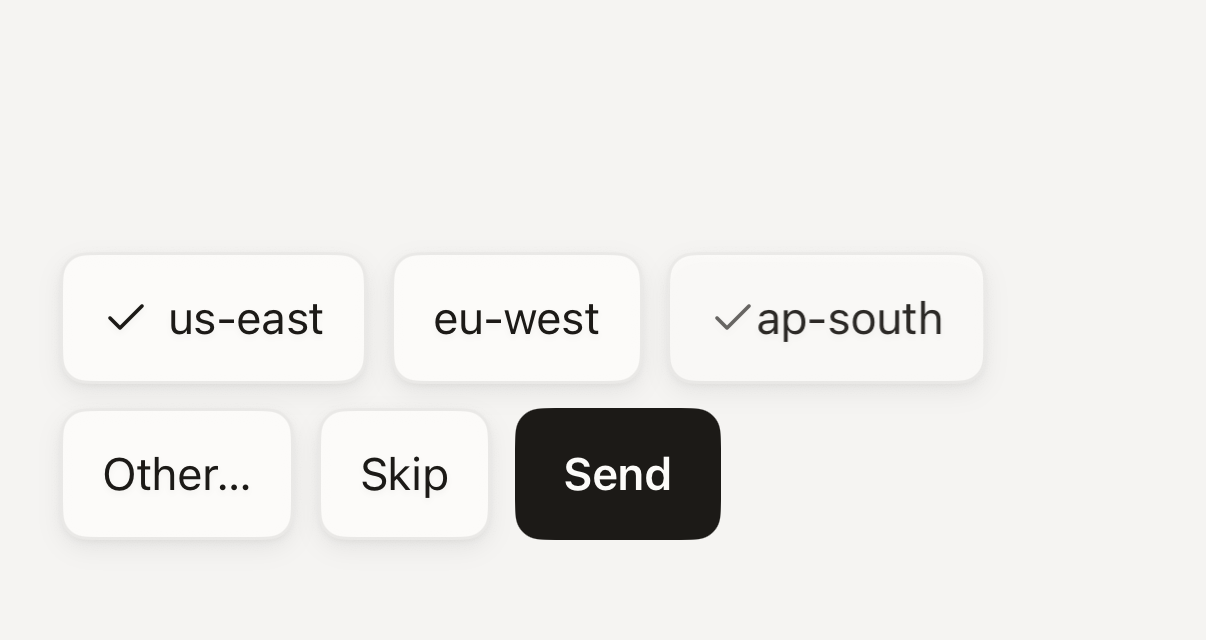 ✓ us-east eu-west ✓ ap-south
Other... Skip Send